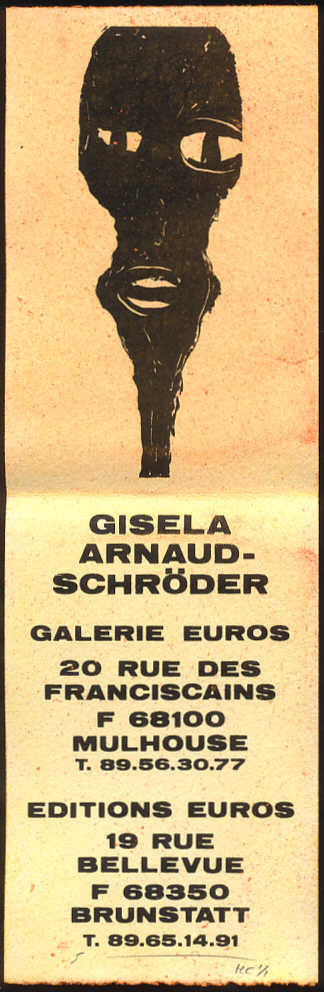 GISELA
ARNAUD-
SCHRÖDER
GALERIE EUROS
20 RUE DES
FRANCISCAINS
F 68100
MULHOUSE
T. 89.56.30.77
EDITIONS EUROS
19 RUE
BELLEVUE
F 68350
BRUNSTATT
T. 89.65.14.91